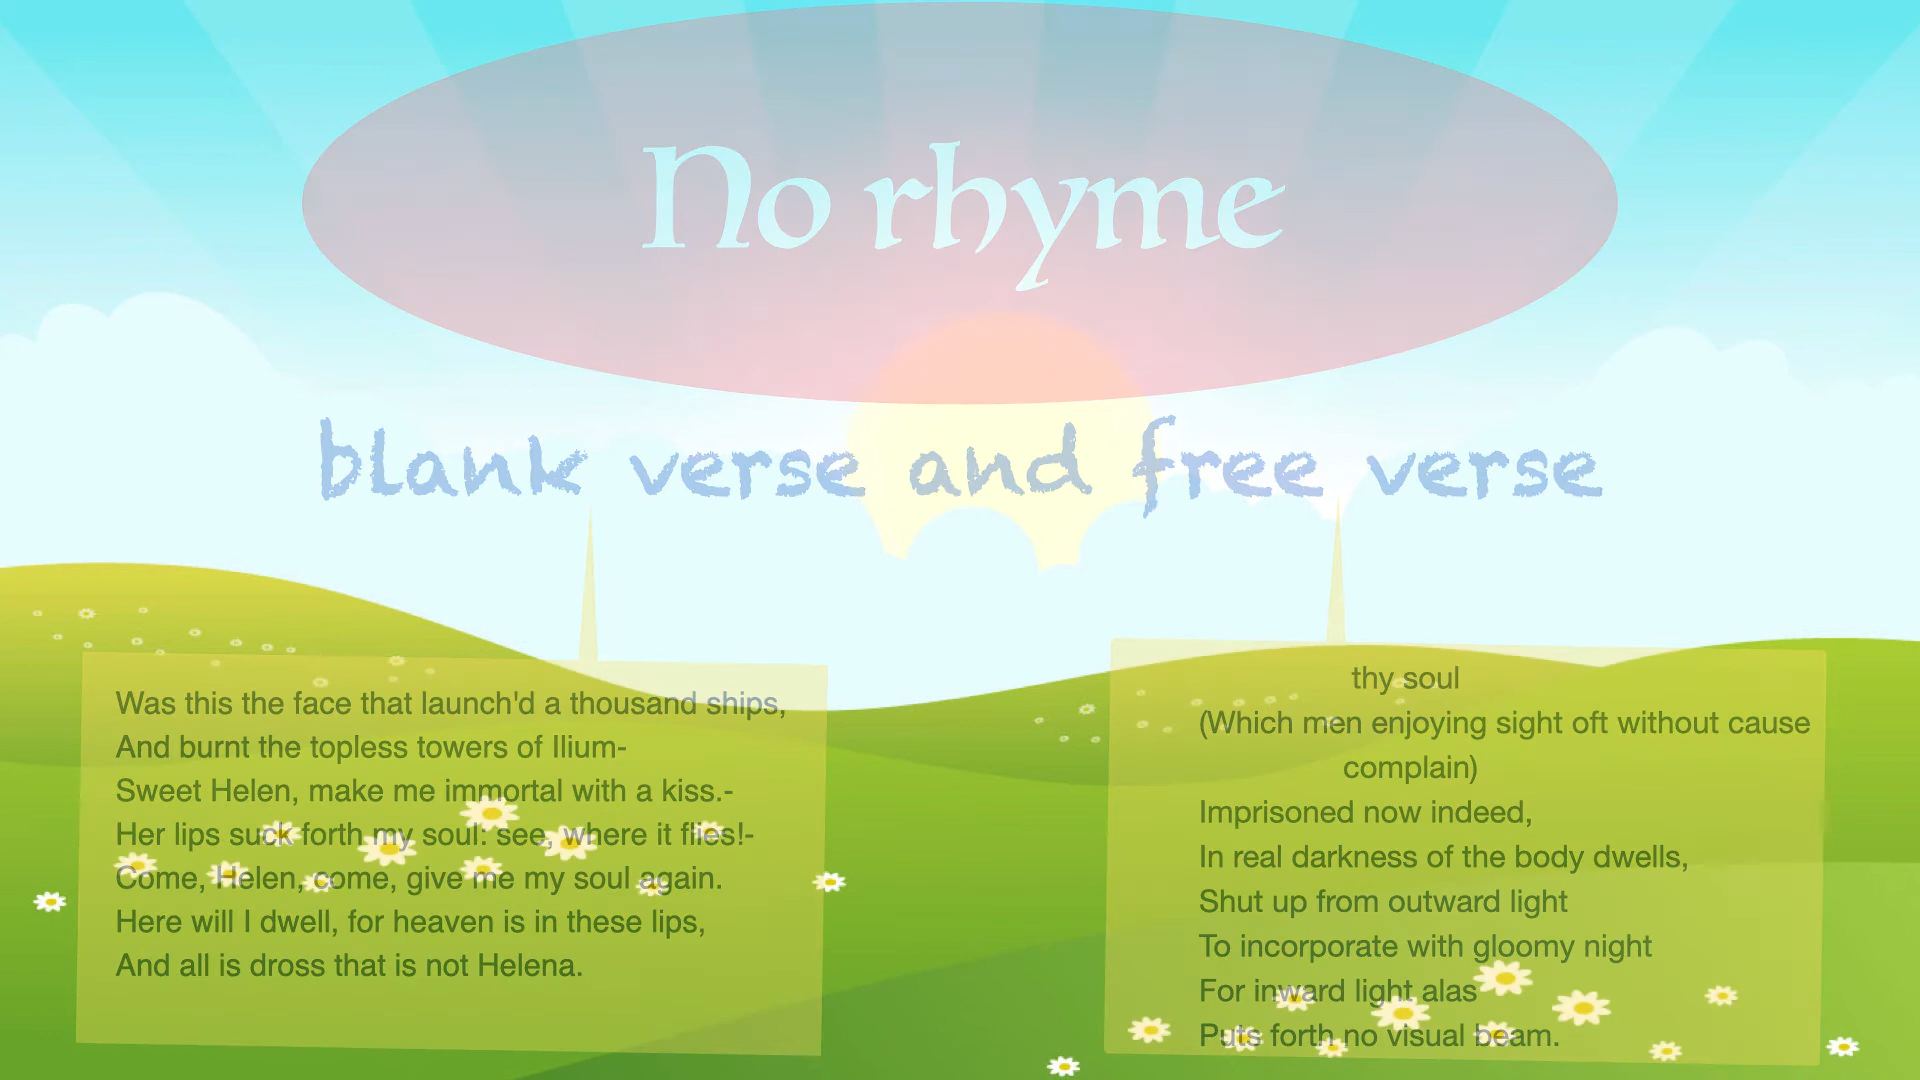 No rhyme
blank verse and free verse
Was this the face that launch'd a thousand ships,
And burnt the topless towers of Ilium-
Sweet Helen, make me immortal with a kiss.-
Her lips suck forth my soul: see, where it flies!-
Come, Helen, come, give me my soul again.
Here will I dwell, for heaven is in these lips,
And all is dross that is not Helena.
thy soul
(Which men enjoying sight oft without cause
complain)
Imprisoned now indeed,
In real darkness of the body dwells,
Shut up from outward light
To incorporate with gloomy night
For inward light alas
Puts forth no visual beam.